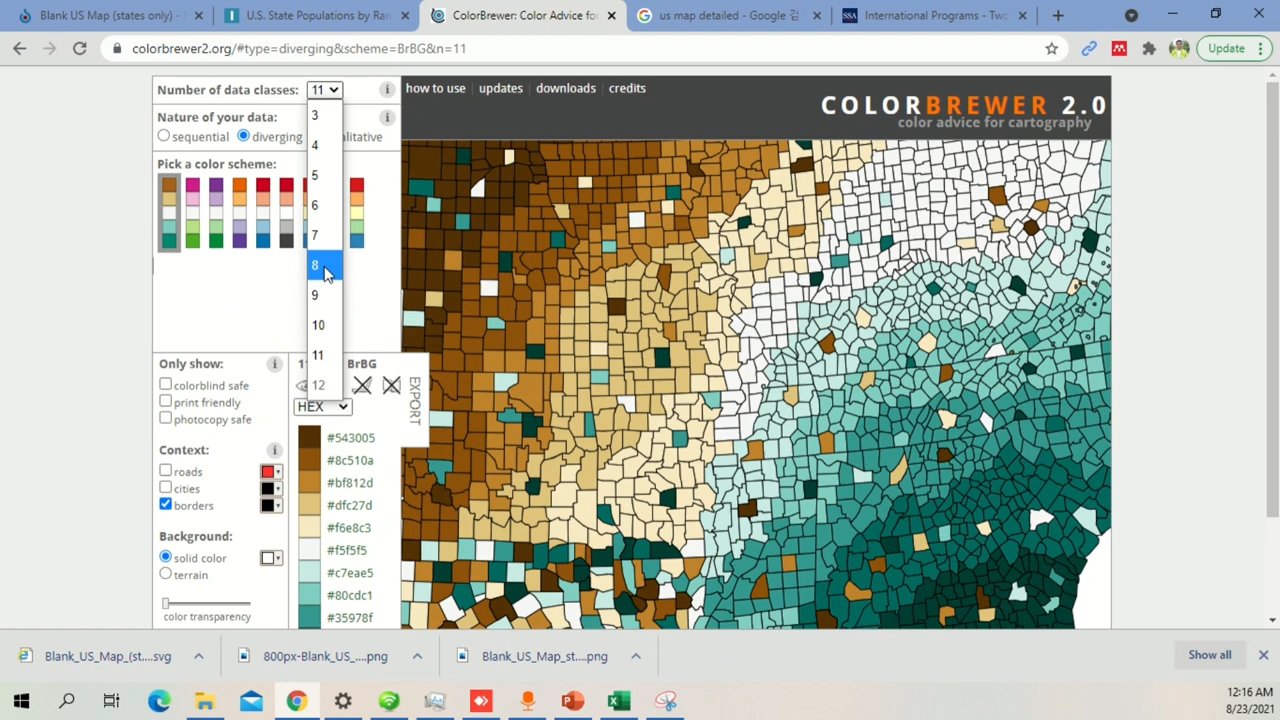 Blank US Map (states only) -
U.S. State Populations by Ran
ColorBrewer: Color Advice for
us map detailed - Google 검
International Programs - Two
colorbrewer2.org/#type=diverging&scheme=BrBG&n=11
Update
Number of data classes: 11
how to use | updates | downloads | credits
COLORBREWER 2.0
color advice for cartography
Nature of your data:
sequential diverging alitative
Pick a color scheme:
3
4
5
6
7
8
9
10
11
12
Only show:
colorblind safe
print friendly
photocopy safe
Context:
roads
cities
borders
Background:
solid color
terrain
color transparency
11 BrBG
EXPORT
HEX
#543005
#8c510a
#bf812d
#dfc27d
#f6e8c3
#f5f5f5
#c7eae5
#80cdc1
#35978f
Blank_US_Map_(st....svg
800px-Blank_US_....png
Blank_US_Map_st....png
Show all
12:16 AM
8/23/2021